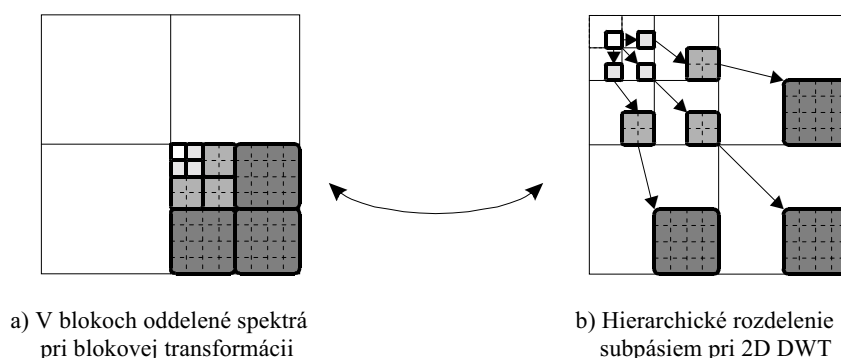 a) V blokoch oddelené spektrá
pri blokovej transformácii
b) Hierarchické rozdelenie
subpásiem pri 2D DWT